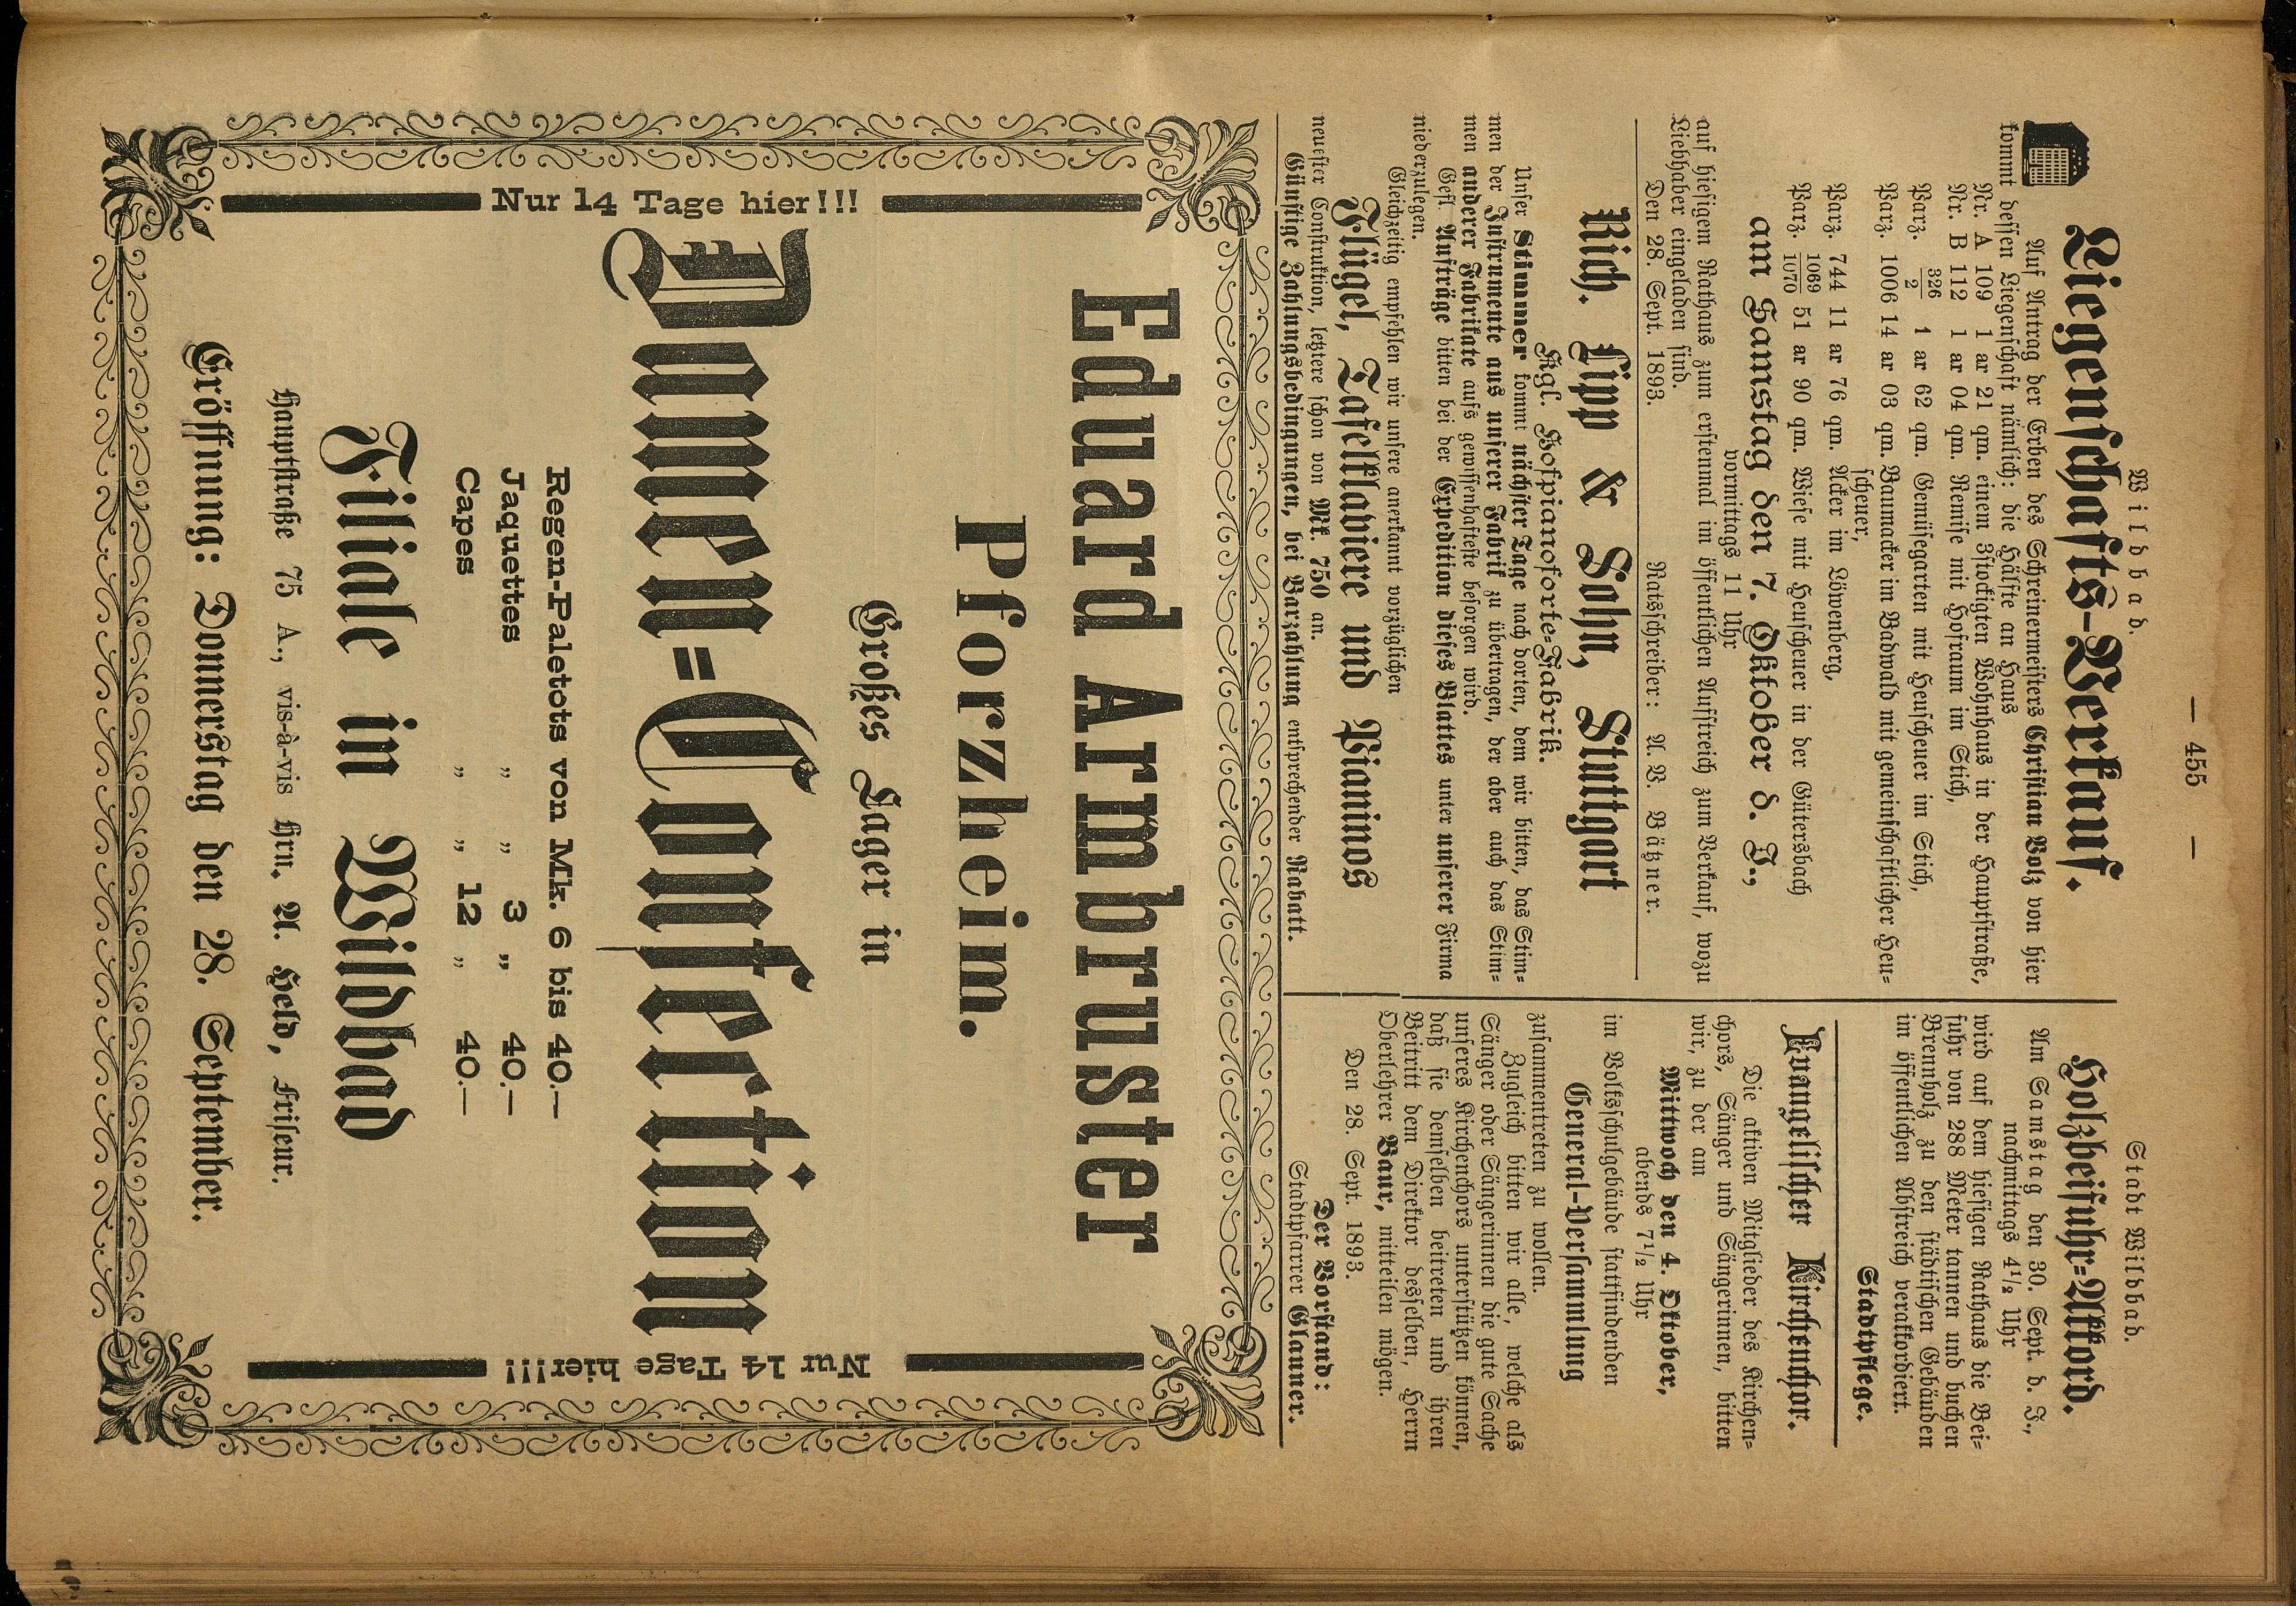 — 455 —
Wildbad.
Liegenschafts-Verkauf.
Auf Antrag der Erben des Schreinermeisters Christian Volz von hier
kommt dessen Liegenschaft nämlich: die Hälfte an Haus
Nr. A 109 1 ar 21 qm. einem 3stockigten Wohnhaus in der Hauptstraße,
Nr. B 112 1 ar 04 qm. Remise mit Hofraum im Stich,
Parz. 326/2 1 ar 62 qm. Gemüsegarten mit Heuscheuer im Stich,
Parz. 1006 14 ar 03 qm. Baumacker im Badwald mit gemeinschaftlicher Heu-
scheuer,
Parz. 744 11 ar 76 qm. Acker im Löwenberg,
Parz. 1069/1070 51 ar 90 qm. Wiese mit Heuscheuer in der Gütersbach
am Samstag den 7. Oktober d. J.,
vormittags 11 Uhr
auf hiesigem Rathaus zum erstenmal im öffentlichen Aufstreich zum Verkauf, wozu
Liebhaber eingeladen sind.
Den 28. Sept. 1893. Ratsschreiber: A.V. Bätzner.
Rich. Lipp & Sohn, Stuttgart
Kgl. Hofpianoforte-Fabrik.
Unser Stimmer kommt nächster Tage nach dorten, dem wir bitten, das Stim-
men der Instrumente aus unserer Fabrik zu übertragen, der aber auch das Stim-
men anderer Fabrikate aufs gewissenhafteste besorgen wird.
Gefl. Aufträge bitten bei der Expedition dieses Blattes unter unserer Firma
niederzulegen.
Gleichzeitig empfehlen wir unsere anerkannt vorzüglichen
Flügel, Tafelklaviere und Pianinos
neuester Construktion, letztere schon von Mk. 750 an.
Günstige Zahlungsbedingungen, bei Barzahlung entsprechender Rabatt.
Stadt Wildbad.
Holzbeifuhr-Akkord.
Am Samstag den 30. Sept. d. J.,
nachmittags 4½ Uhr
wird auf dem hiesigen Rathaus die Bei-
fuhr von 288 Meter tannen und buchen
Brennholz zu den städtischen Gebäuden
im öffentlichen Abstreich verakkordiert.
Stadtpflege.
Evangelischer Kirchenchor.
Die aktiven Mitglieder des Kirchen-
chors, Sänger und Sängerinnen, bitten
wir, zu der am
Mittwoch den 4. Oktober,
abends 7½ Uhr
im Volksschulgebäude stattfindenden
General-Versammlung
zusammentreten zu wollen.
Zugleich bitten wir alle, welche als
Sänger oder Sängerinnen die gute Sache
unseres Kirchenchors unterstützen können,
daß sie demselben beitreten und ihren
Beitritt dem Direktor desselben, Herrn
Oberlehrer Baur, mitteilen mögen.
Den 28. Sept. 1893.
Der Vorstand:
Stadtpfarrer Glauner.
Nur 14 Tage hier!!!
Eduard Armbruster
Pforzheim.
Großes Lager in
Damen-Confection
Regen-Paletots von Mk. 6 bis 40.—
Jaquettes „ „ 3 „ 40.—
Capes „ „ 12 „ 40.—
Filiale in Wildbad
Hauptstraße 75 A., vis-à-vis Hrn. A. Held, Friseur.
Eröffnung: Donnerstag den 28. September.
Nur 14 Tage hier!!!